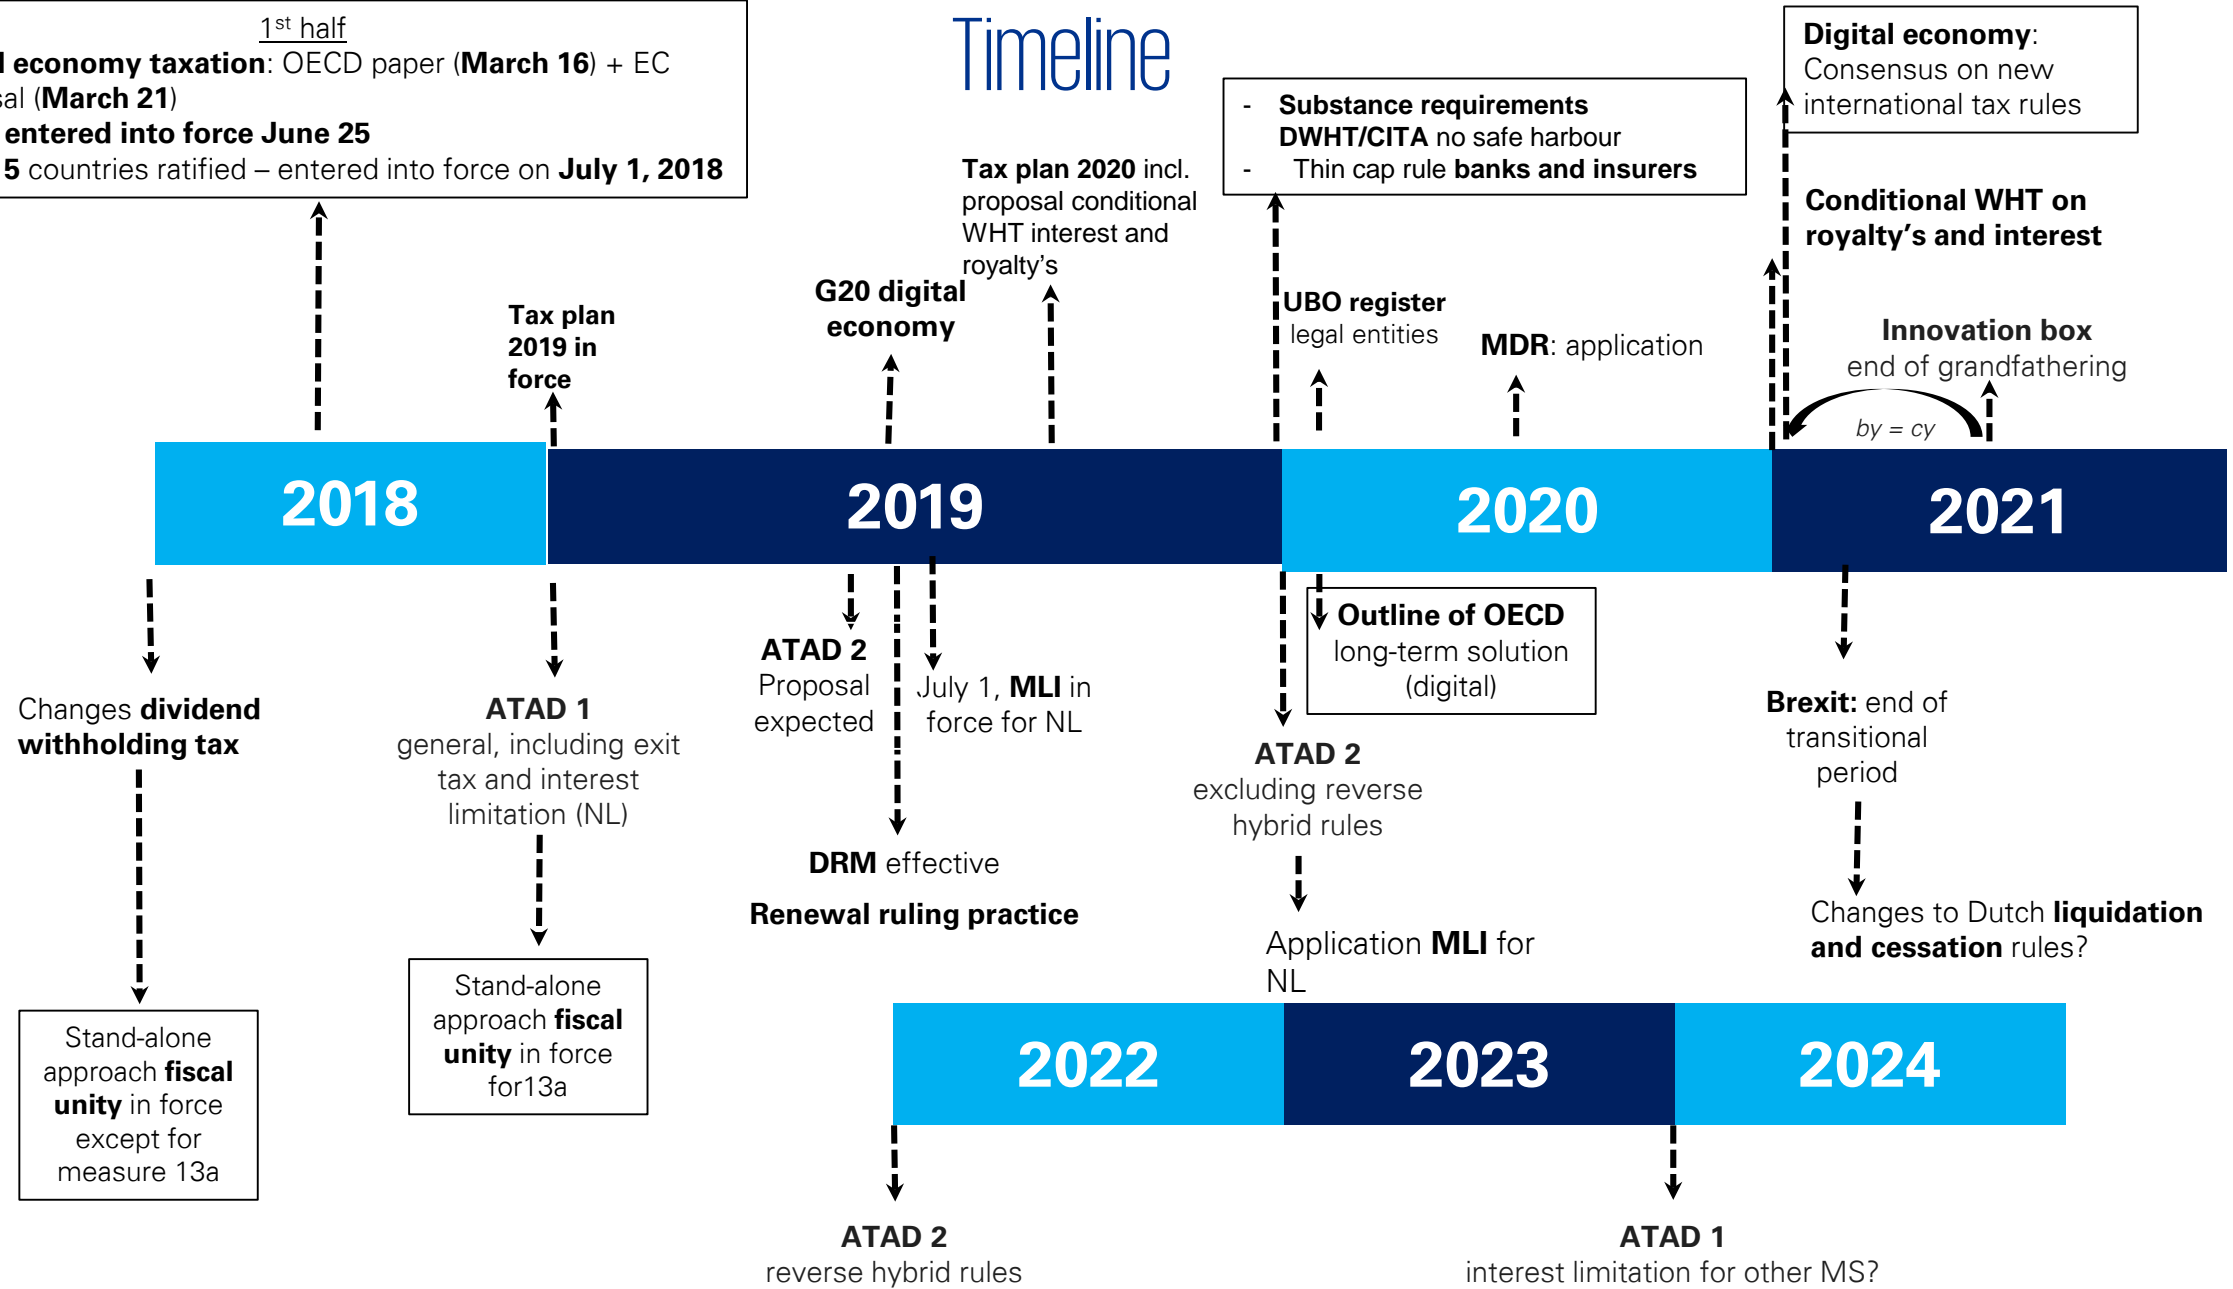 1st half
economy taxation: OECD paper (March 16) + EC
(March 21)
entered into force June 25
5 countries ratified – entered into force on July 1, 2018
Timeline
Digital economy:
Consensus on new
international tax rules
- Substance requirements
DWHT/CITA no safe harbour
- Thin cap rule banks and insurers
Tax plan 2020 incl.
proposal conditional
WHT interest and
royalty's
Conditional WHT on
royalty's and interest
G20 digital
economy
Tax plan
2019 in
force
UBO register
legal entities
MDR: application
Innovation box
end of grandfathering
by = cy
2018
2019
2020
2021
Changes dividend
withholding tax
ATAD 1
general, including exit
tax and interest
limitation (NL)
ATAD 2
Proposal
expected
July 1, MLI in
force for NL
Outline of OECD
long-term solution
(digital)
ATAD 2
excluding reverse
hybrid rules
Brexit: end of
transitional
period
DRM effective
Renewal ruling practice
Application MLI for
NL
Changes to Dutch liquidation
and cessation rules?
Stand-alone
approach fiscal
unity in force
except for
measure 13a
Stand-alone
approach fiscal
unity in force
for13a
2022
2023
2024
ATAD 2
reverse hybrid rules
ATAD 1
interest limitation for other MS?